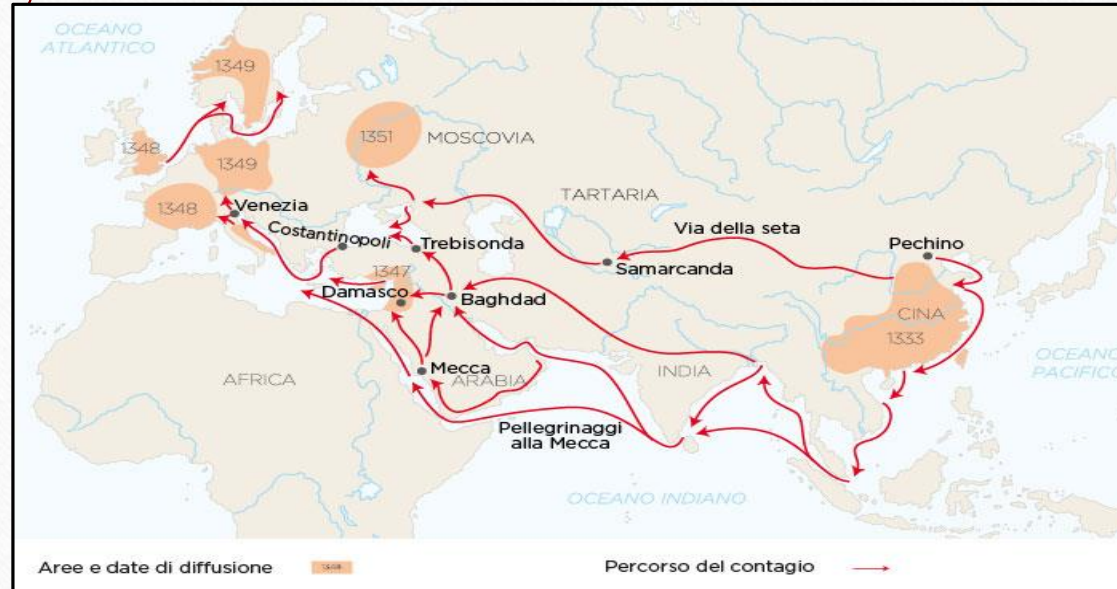 OCEANO
ATLANTICO
1349
1348
1349
1351
MOSCOVIA
1348
Venezia
Costantinopoli
Trebisonda
TARTARIA
Via della seta
Pechino
Samarcanda
1347
Damasco
Baghdad
CINA
1333
Mecca
AFRICA
ARABIA
INDIA
OCEANO
PACIFICO
Pellegrinaggi
alla Mecca
OCEANO INDIANO
Aree e date di diffusione
Percorso del contagio